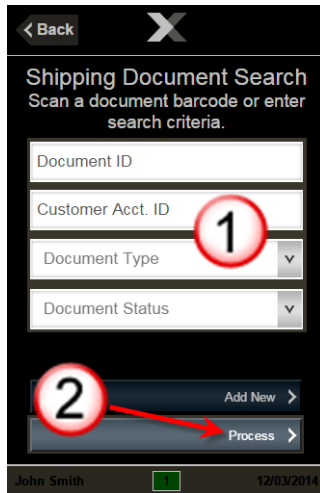 Back
Shipping Document Search
Scan a document barcode or enter
search criteria.
Document ID
Customer Acct. ID
1
Document Type
Document Status
2
Add New
Process
John Smith 1 12/03/2014